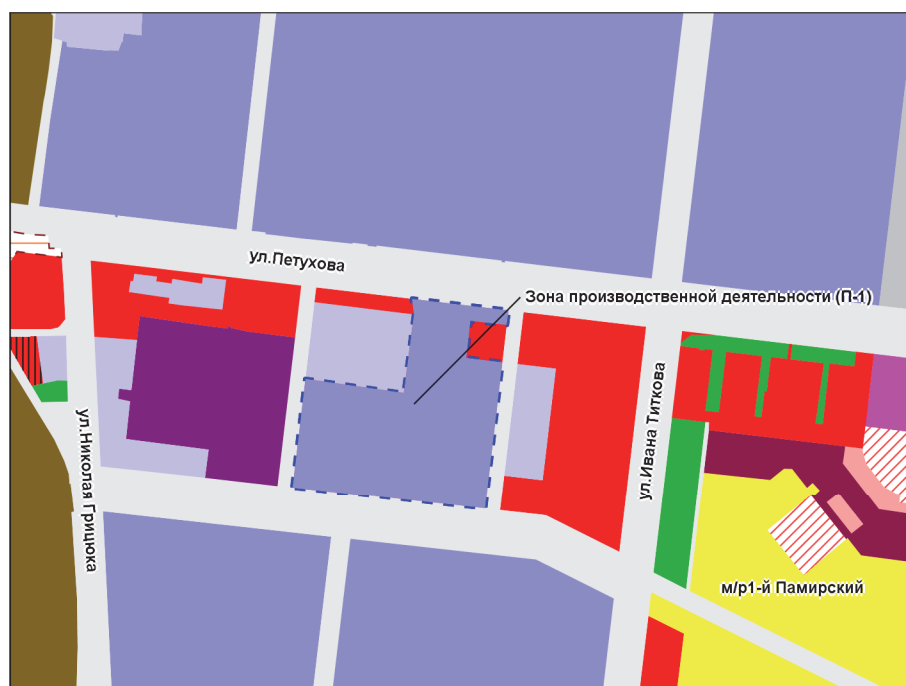 ул.Петухова
Зона производственной деятельности (П-1)
ул.Ивана Титкова
ул.Николая Грицюка
м/р1-й Памирский